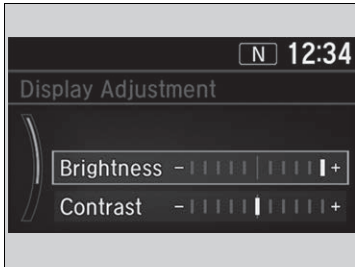 N 12:34
Display Adjustment
Brightness - +
Contrast - +